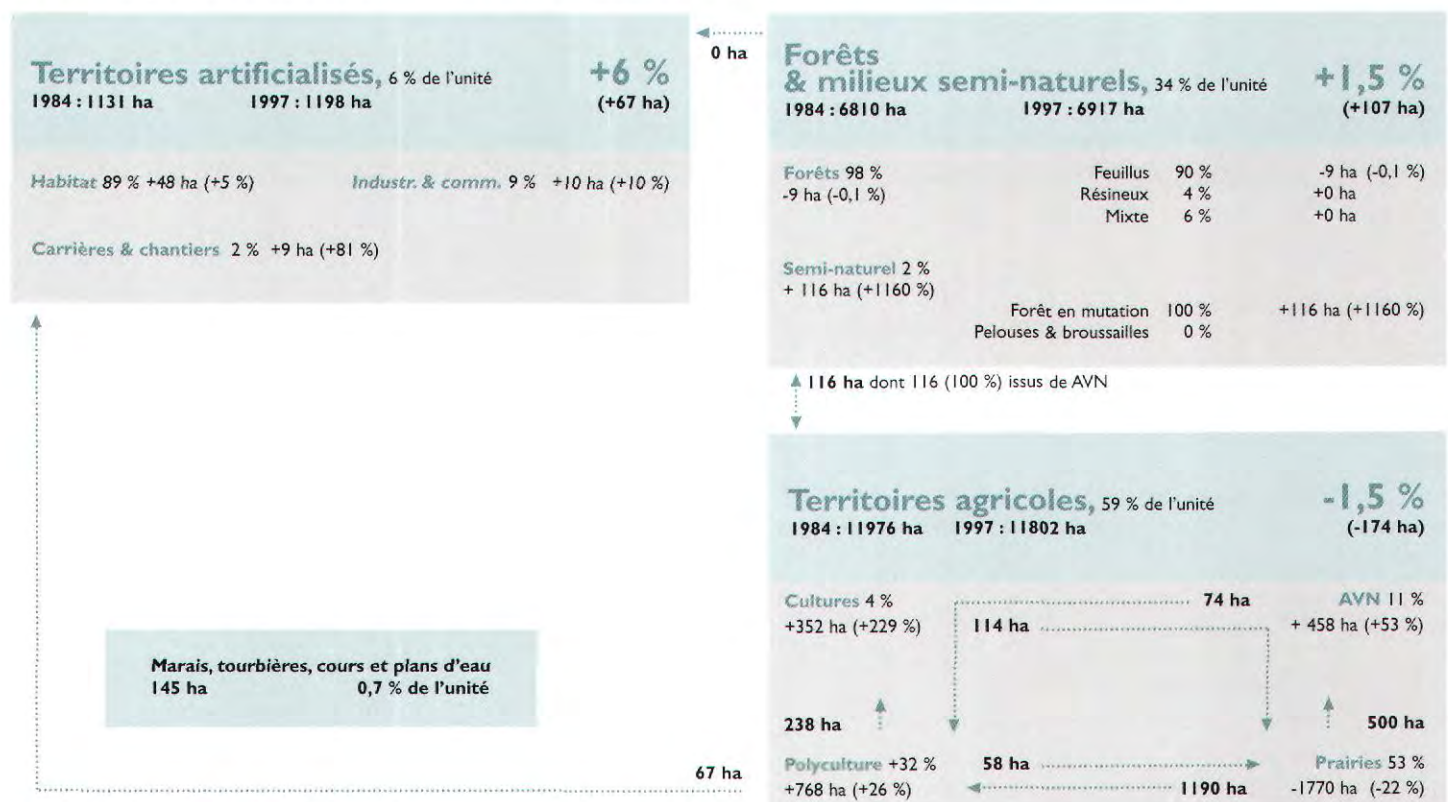 Territoires artificialisés, 6 % de l'unité +6 %
1984 : 1131 ha 1997 : 1198 ha (+67 ha)
Habitat 89 % +48 ha (+5 %) Industr. & comm. 9 % +10 ha (+10 %)
Carrières & chantiers 2 % +9 ha (+81 %)
0 ha
Forêts
& milieux semi-naturels, 34 % de l'unité +1,5 %
1984 : 6810 ha 1997 : 6917 ha (+107 ha)
Forêts 98 % Feuillus 90 % -9 ha (-0,1 %)
-9 ha (-0,1 %) Résineux 4 % +0 ha
Mixte 6 % +0 ha
Semi-naturel 2 %
+ 116 ha (+1160 %)
Forêt en mutation 100 % +116 ha (+1160 %)
Pelouses & broussailles 0 %
116 ha dont 116 (100 %) issus de AVN
Territoires agricoles, 59 % de l'unité -1,5 %
1984 : 11976 ha 1997 : 11802 ha (-174 ha)
Cultures 4 % 74 ha AVN 11 %
+352 ha (+229 %) 114 ha + 458 ha (+53 %)
238 ha 500 ha
Polyculture +32 % 58 ha Prairies 53 %
+768 ha (+26 %) 1190 ha -1770 ha (-22 %)
Marais, tourbières, cours et plans d'eau
145 ha 0,7 % de l'unité
67 ha